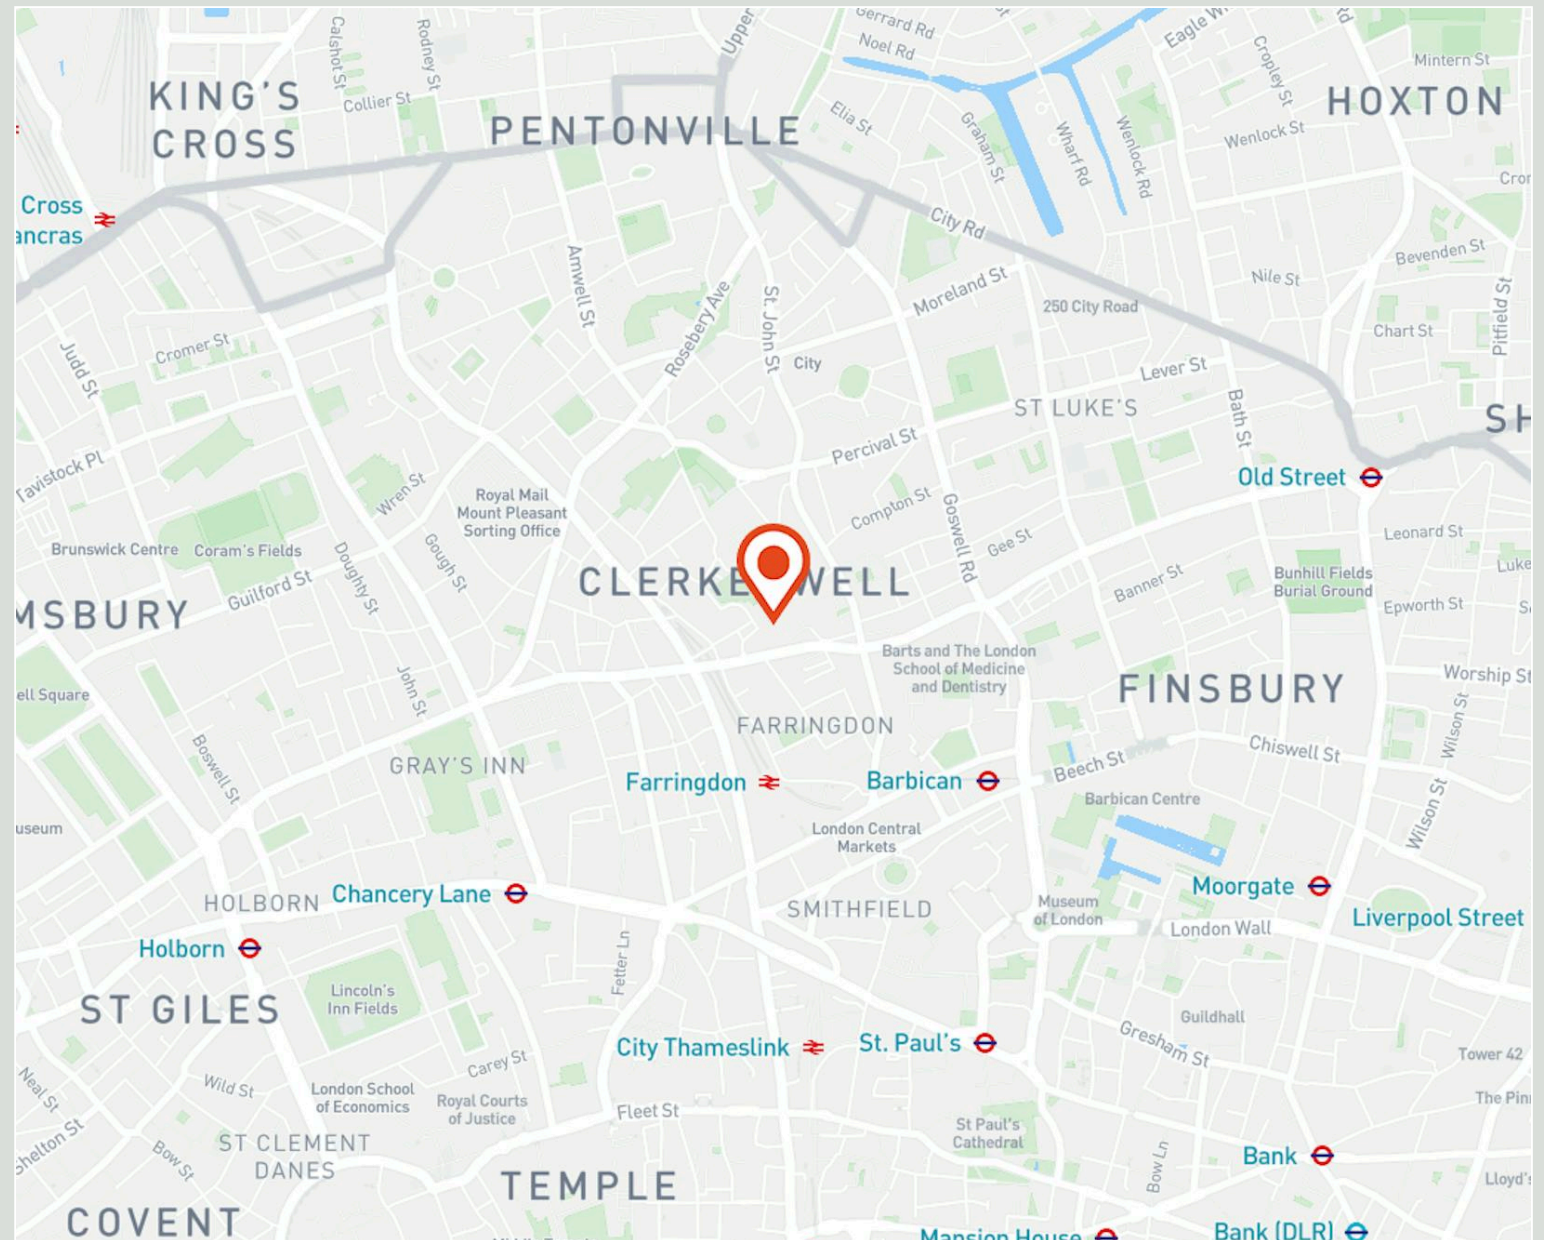 Calshot St
Rodney St
Upper
Gerrard Rd
Noel Rd
Eagle W
Cropley St
Rd
Mintern St
KING'S
CROSS
Collier St
PENTONVILLE
Elia St
Graham St
Wharf Rd
Wenlock Rd
Wenlock St
HOXTON
Cross
ancras
City Rd
Cror
Bevenden St
Amwell St
Rosebery Ave
St. John St
Moreland St
250 City Road
Nile St
Pitfield St
Judd St
Cromer St
City
Chart St
Lever St
ST LUKE'S
Bath St
SH
Tavistock Pl
Percival St
Old Street
Wren St
Royal Mail
Mount Pleasant
Sorting Office
Compton St
Goswell Rd
Gee St
Leonard St
Brunswick Centre
Coram's Fields
Doughty St
Gough St
Guilford St
CLERKE WELL
Banner St
Bunhill Fields
Burial Ground
Luke
Epworth St
S
MSBURY
Barts and The London
School of Medicine
and Dentistry
FINSBURY
Worship St
ell Square
John St
FARRINGDON
Wilson St
Boswell St
GRAY'S INN
Farringdon
Barbican
Beech St
Chiswell St
Barbican Centre
Wilson St
useum
London Central
Markets
HOLBORN
Chancery Lane
SMITHFIELD
Museum
of London
Moorgate
Liverpool Street
London Wall
Holborn
Fetter Ln
ST GILES
Lincoln's
Inn Fields
Guildhall
City Thameslink
St. Paul's
Gresham St
Tower 42
Carey St
Neal St
Wild St
London School
of Economics
Royal Courts
of Justice
Fleet St
The Pin
Shelton St
Bow St
ST CLEMENT
DANES
St Paul's
Cathedral
Bow Ln
Bank
TEMPLE
Lloyd's
COVENT
Mansion House
Bank (DLR)